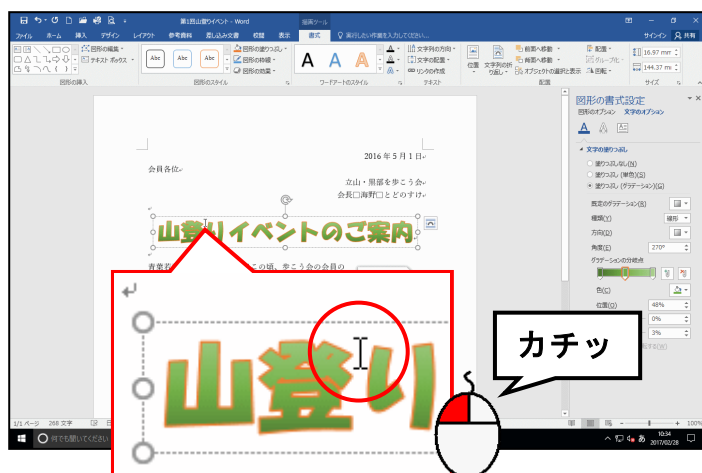 第1回山登りイベント - Word
描画ツール
ファイル ホーム 挿入 デザイン レイアウト 参考資料 差し込み文書 校閲 表示 書式 実行したい作業を入力してください... サインイン 共有
図形の編集 テキスト ボックス
図形の挿入
Abc Abc Abc
図形の塗りつぶし
図形の枠線
図形の効果
図形のスタイル
A A A
ワードアートのスタイル
文字列の方向
文字の配置
リンクの作成
テキスト
位置 文字列の折り返し
前面へ移動
背面へ移動
オブジェクトの選択と表示
配置
グループ化
回転
配置
16.97 mm
144.37 mm
サイズ
図形の書式設定
図形のオプション 文字のオプション
文字の塗りつぶし
塗りつぶしなし(N)
塗りつぶし (単色)(S)
塗りつぶし (グラデーション)(G)
既定のグラデーション(R)
種類(Y) 線形
方向(D)
角度(E) 270°
グラデーションの分岐点
色(C)
位置(O) 48%
0%
3%
2016 年 5 月 1 日
会員各位
立山・黒部を歩こう会
会長□海野□とどのすけ
山登りイベントのご案内
青葉若
この頃、歩こう会の会員の
山登り
カチッ
1/1 ページ 268 文字 日
100%
何でも聞いてください
あ
10:34
2017/02/28